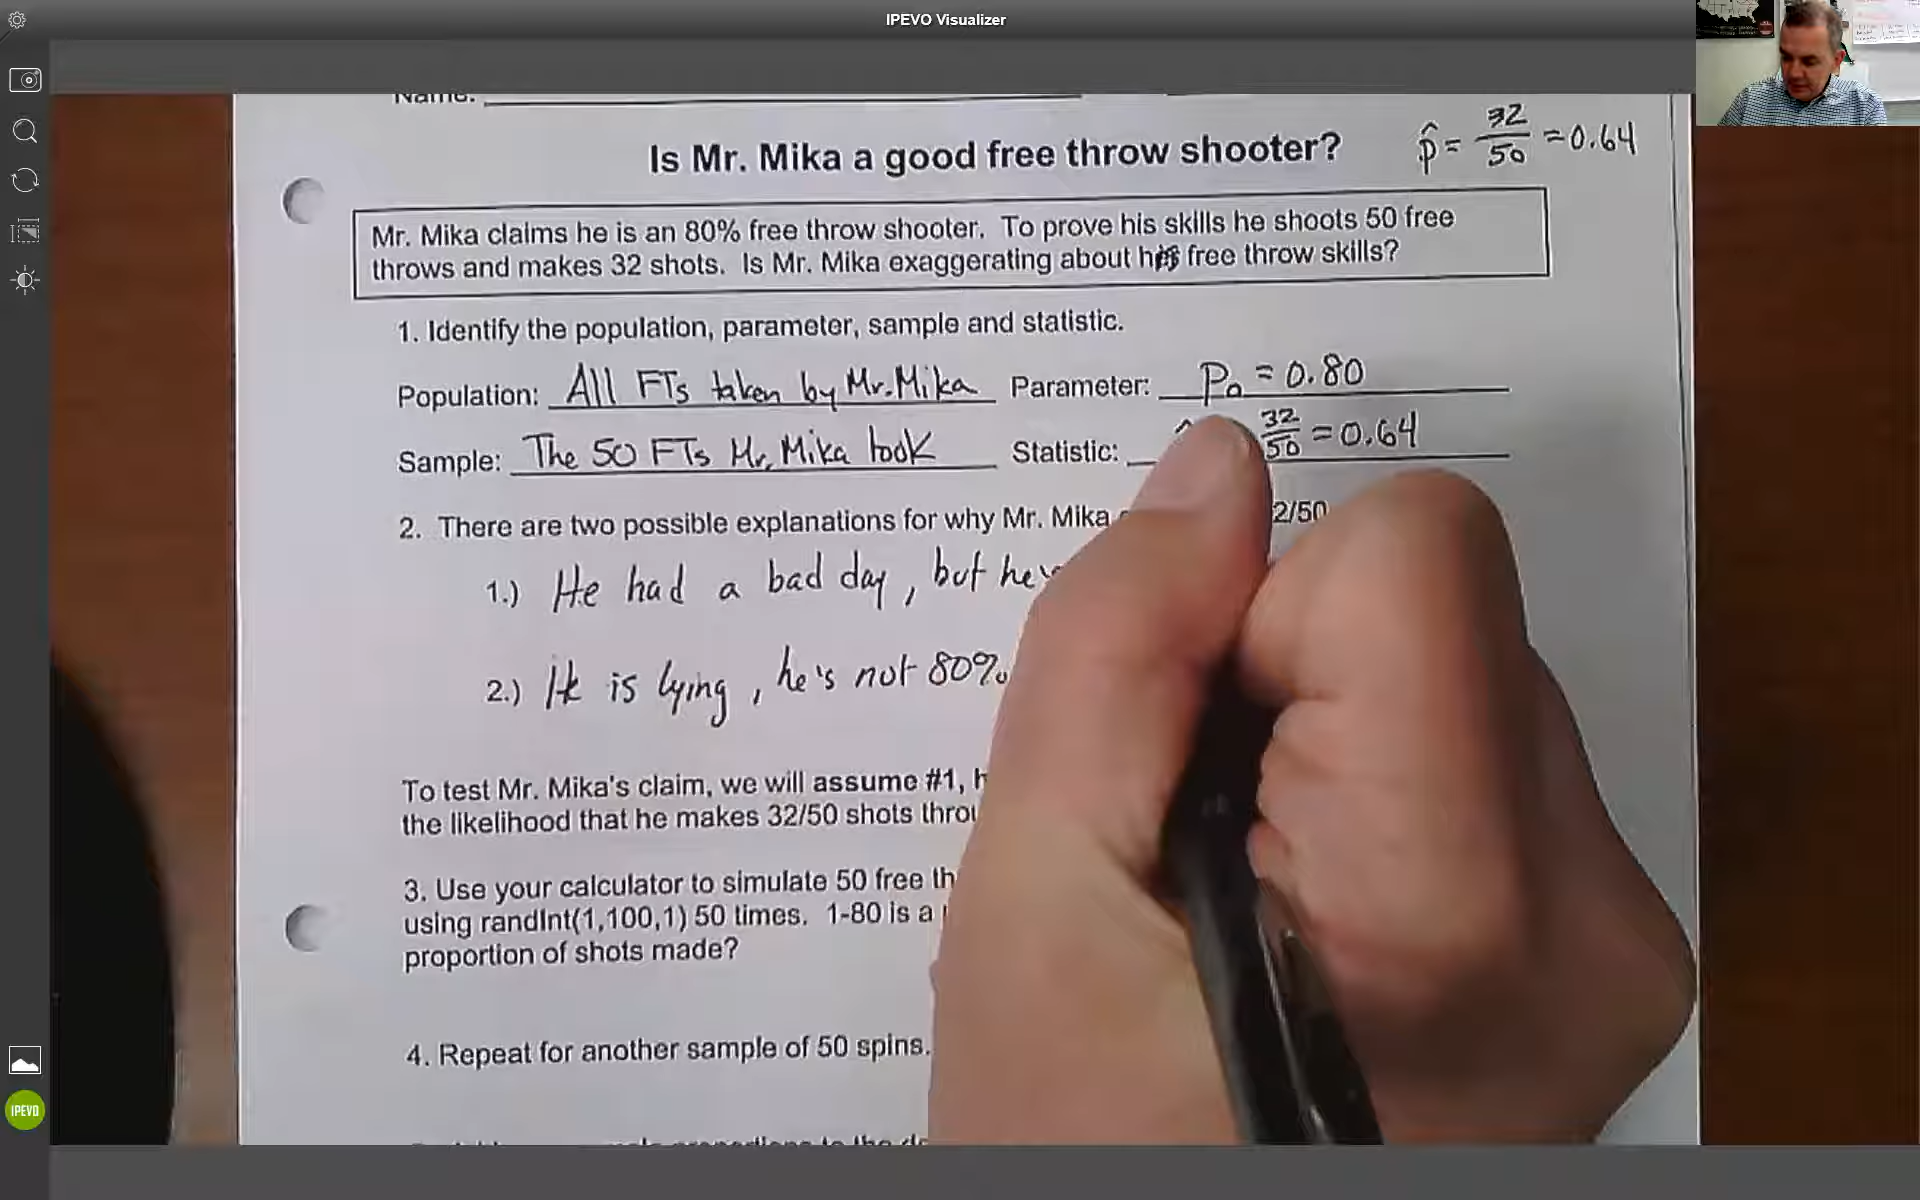 IPEVO Visualizer
Name:
Is Mr. Mika a good free throw shooter?
p̂ = 32/50 = 0.64
Mr. Mika claims he is an 80% free throw shooter. To prove his skills he shoots 50 free
throws and makes 32 shots. Is Mr. Mika exaggerating about his free throw skills?
1. Identify the population, parameter, sample and statistic.
Population: All FTs taken by Mr. Mika Parameter: P₀ = 0.80
Sample: The 50 FTs Mr. Mika took Statistic: 32/50 = 0.64
2. There are two possible explanations for why Mr. Mika 2/50
1.) He had a bad day, but he's
2.) He is lying, he's not 80%
To test Mr. Mika's claim, we will assume #1,
the likelihood that he makes 32/50 shots
3. Use your calculator to simulate 50 free
using randInt(1,100,1) 50 times. 1-80 is a
proportion of shots made?
4. Repeat for another sample of 50 spins.
IPEVO